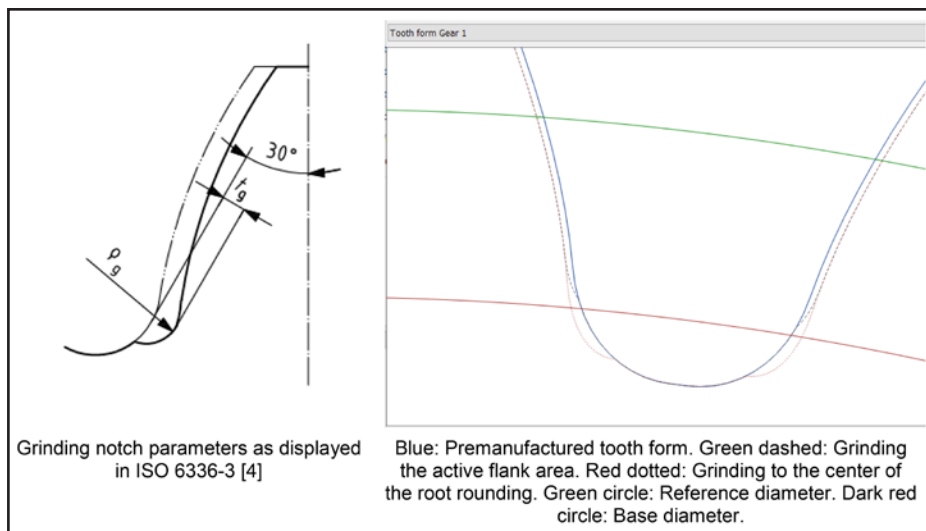 Tooth form Gear 1
30°
t
g
ρ
g
Grinding notch parameters as displayed
in ISO 6336-3 [4]
Blue: Premanufactured tooth form. Green dashed: Grinding
the active flank area. Red dotted: Grinding to the center of
the root rounding. Green circle: Reference diameter. Dark red
circle: Base diameter.